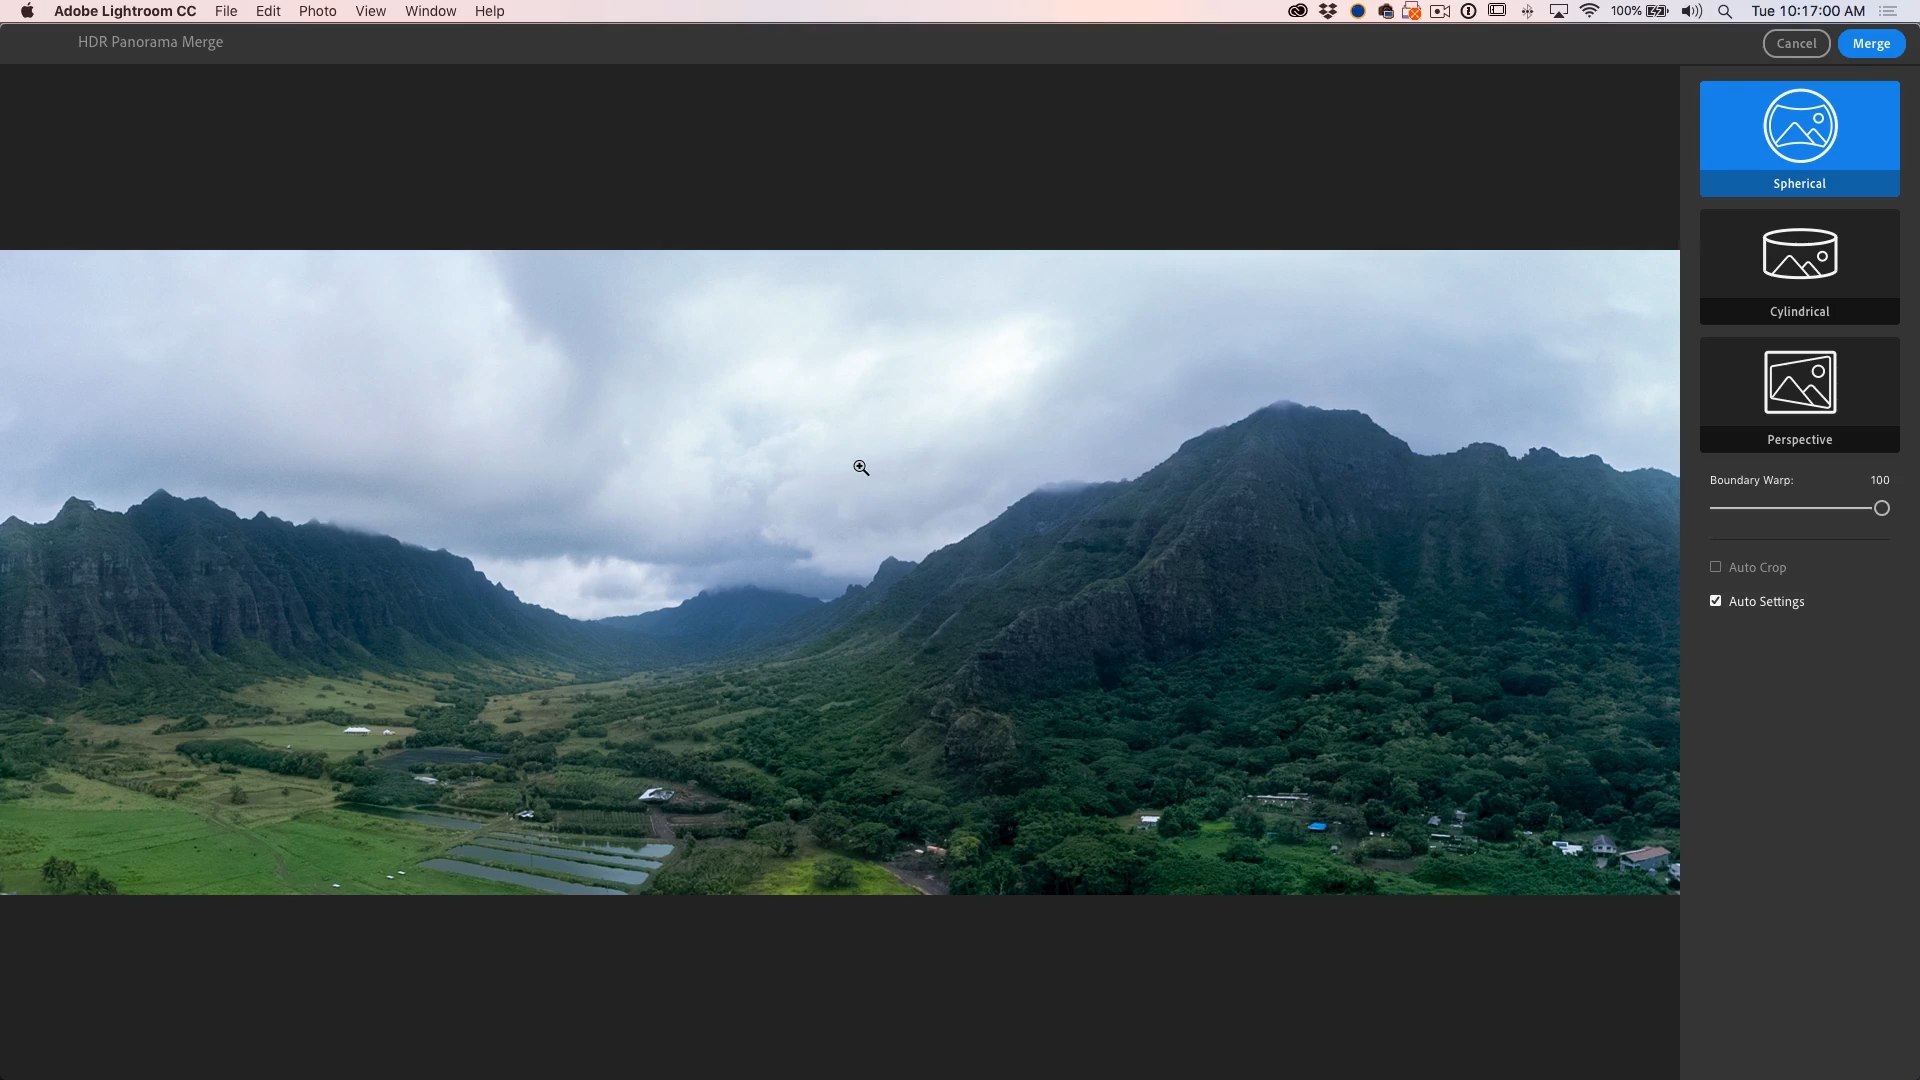 Adobe Lightroom CC File Edit Photo View Window Help 100% Tue 10:17:00 AM
HDR Panorama Merge Cancel Merge
Spherical
Cylindrical
Perspective
Boundary Warp: 100
Auto Crop
Auto Settings